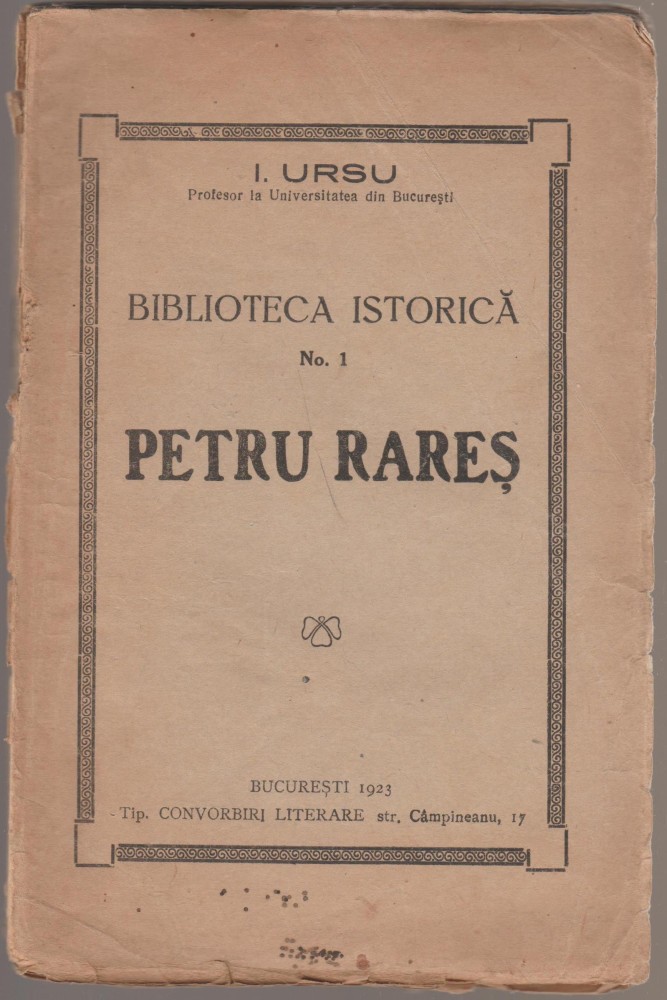 I. URSU
Profesor la Universitatea din București
BIBLIOTECA ISTORICĂ
No. 1
PETRU RAREȘ
BUCUREȘTI 1923
Tip. CONVORBIRI LITERARE str. Câmpineanu, 17